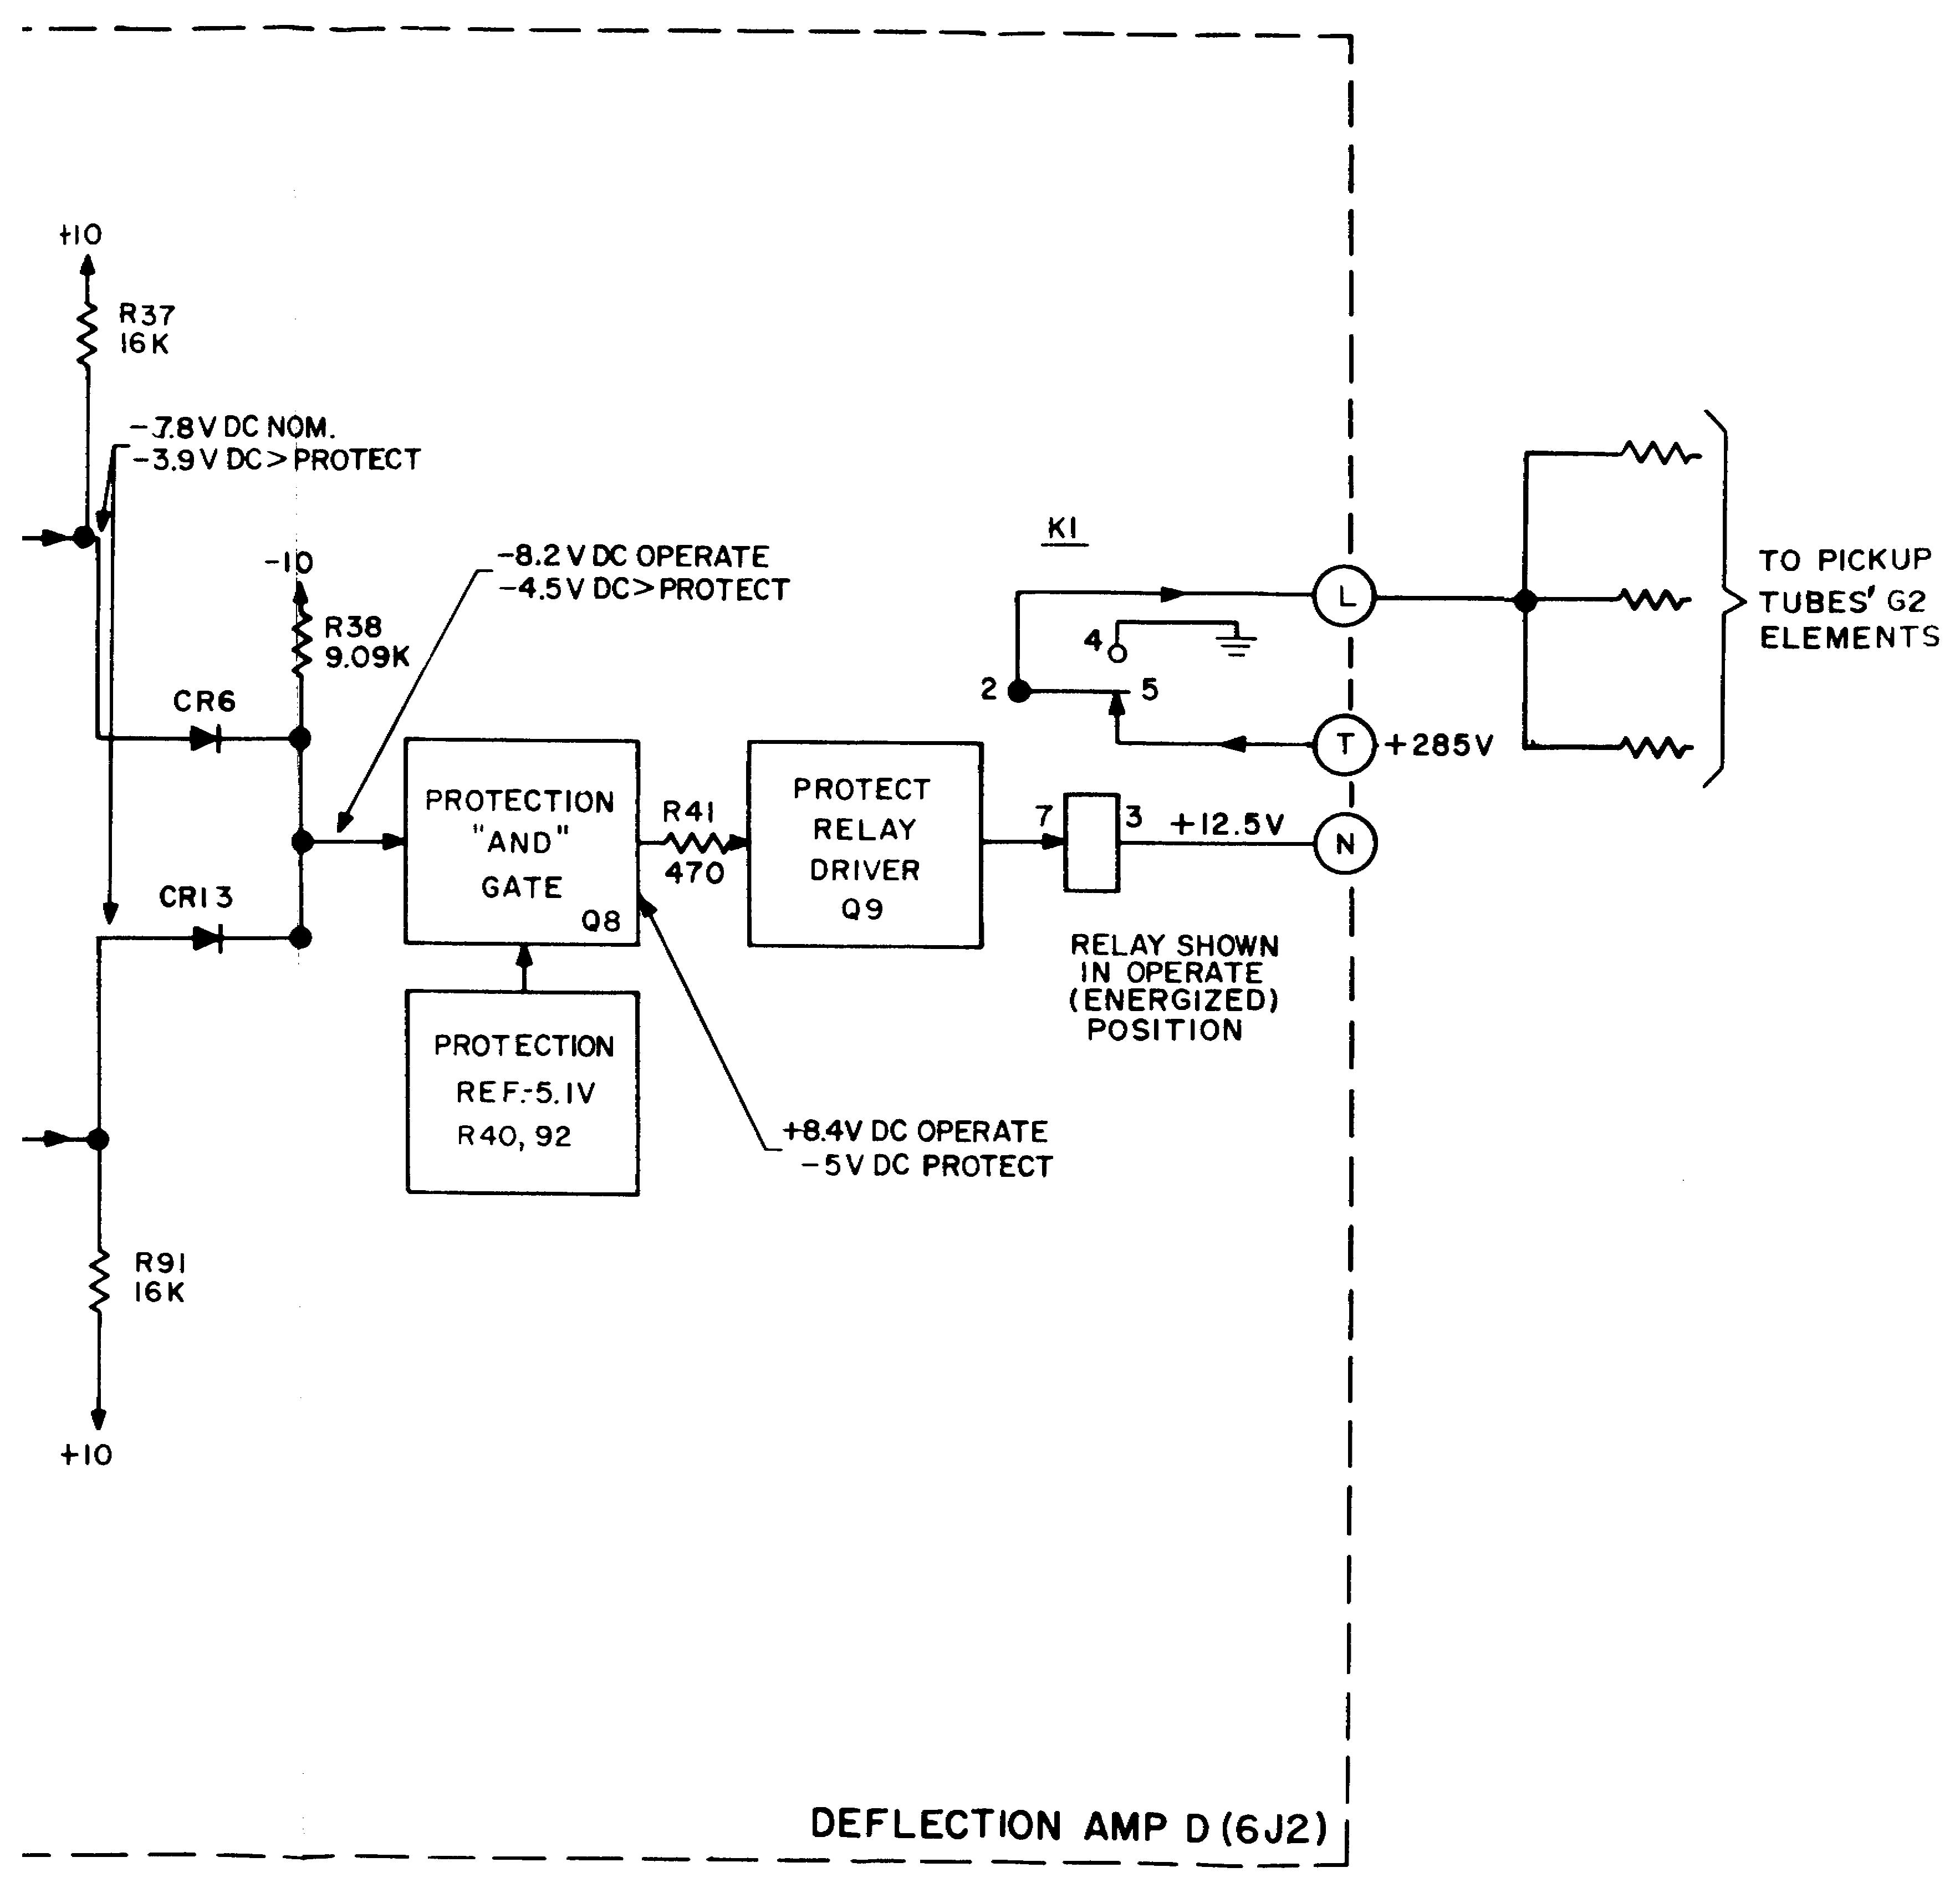 +10
R37
16K
-7.8V DC NOM.
-3.9V DC>PROTECT
-10
R38
9.09K
-8.2V DC OPERATE
-4.5V DC>PROTECT
K1
L
4
2
5
T
+285V
TO PICKUP
TUBES' G2
ELEMENTS
CR6
PROTECTION
"AND"
GATE
Q8
R41
470
PROTECT
RELAY
DRIVER
Q9
7
3
+12.5V
N
CR13
RELAY SHOWN
IN OPERATE
(ENERGIZED)
POSITION
PROTECTION
REF.-5.1V
R40, 92
+8.4V DC OPERATE
-5V DC PROTECT
R91
16K
+10
DEFLECTION AMP D (6J2)